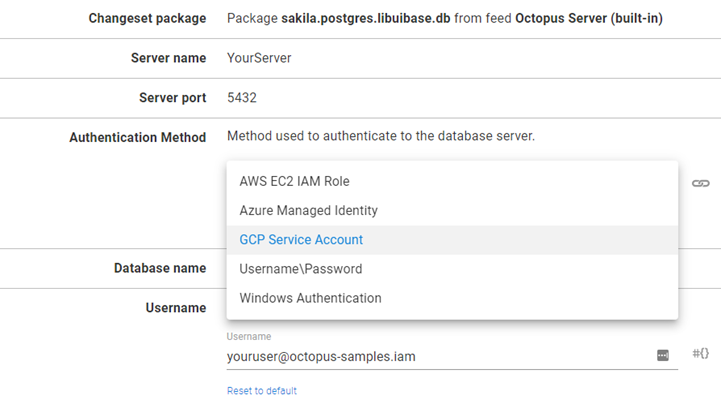 Changeset package Package sakila.postgres.libuibase.db from feed Octopus Server (built-in)
Server name YourServer
Server port 5432
Authentication Method Method used to authenticate to the database server.
AWS EC2 IAM Role
Azure Managed Identity
GCP Service Account
Database name
Username\Password
Windows Authentication
Username
Username
youruser@octopus-samples.iam #{}
Reset to default